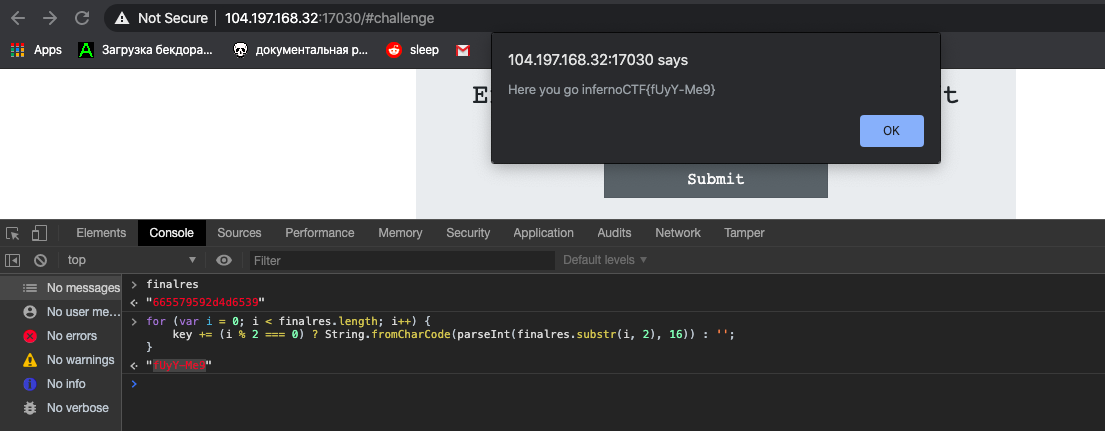 Not Secure | 104.197.168.32:17030/#challenge
Apps Загрузка бекдора... документальная р... sleep
104.197.168.32:17030 says
Here you go infernoCTF{fUyY-Me9}
OK
Submit
Elements Console Sources Performance Memory Security Application Audits Network Tamper
top Filter Default levels
No messages
No user me...
No errors
No warnings
No info
No verbose
finalres
"665579592d4d6539"
for (var i = 0; i < finalres.length; i++) {
key += (i % 2 === 0) ? String.fromCharCode(parseInt(finalres.substr(i, 2), 16)) : '';
}
"fUyY-Me9"